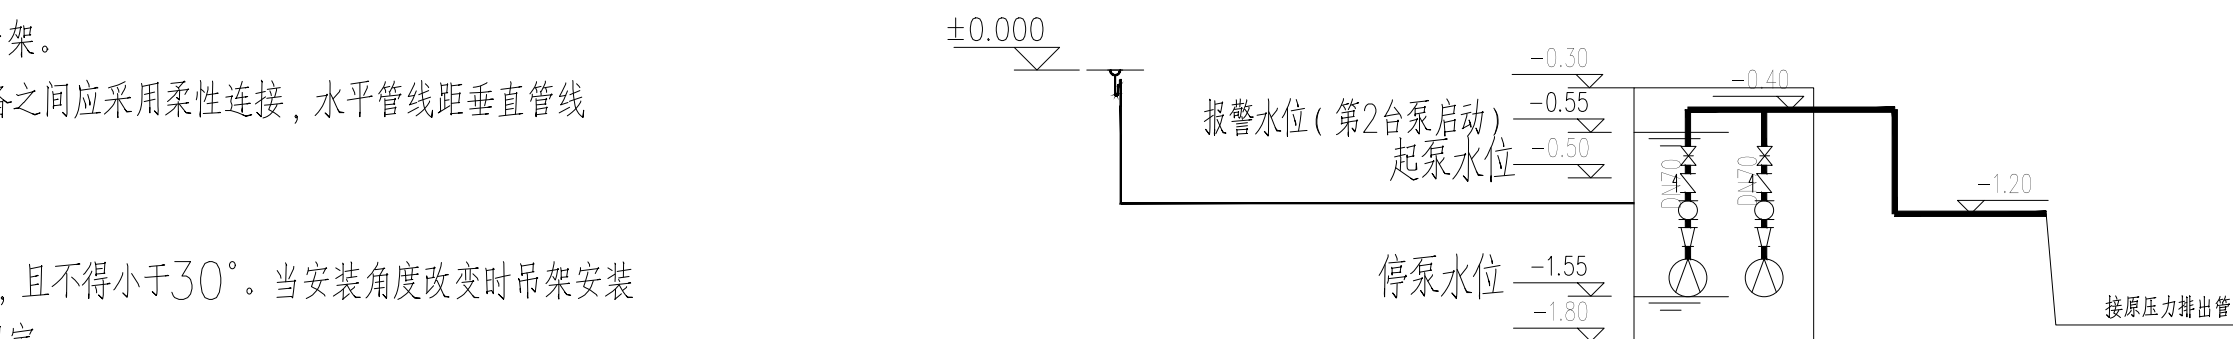 架。
备之间应采用柔性连接，水平管线距垂直管线
，且不得小于30°。当安装角度改变时吊架安装
±0.000
-0.30
-0.40
报警水位(第2台泵启动) -0.55
起泵水位 -0.50
DN70
DN70
-1.20
停泵水位 -1.55
-1.80
接原压力排出管